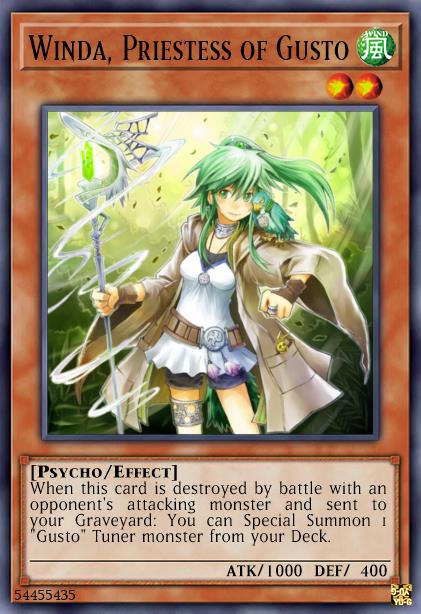 Winda, Priestess of Gusto
WIND
風
[Psycho/Effect]
When this card is destroyed by battle with an
opponent's attacking monster and sent to
your Graveyard: You can Special Summon 1
"Gusto" Tuner monster from your Deck.
ATK/1000 DEF/ 400
54455435